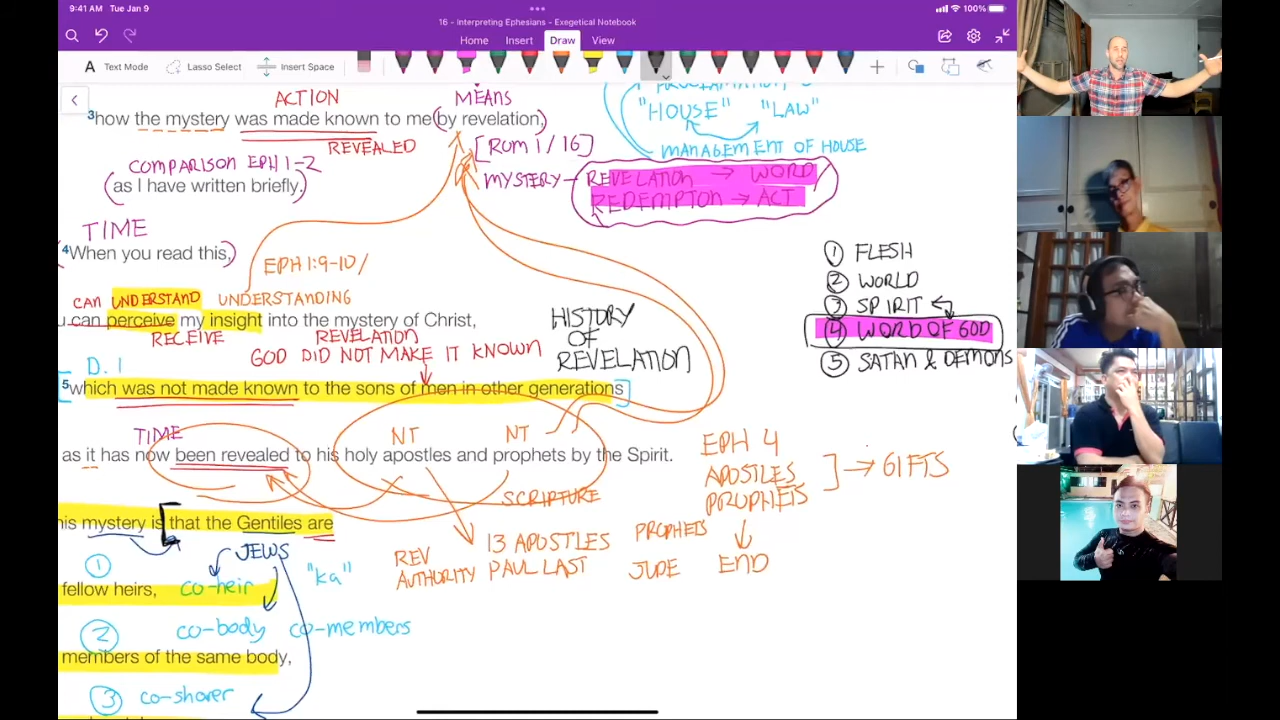 9:41 AM Tue Jan 9
100%
16 - Interpreting Ephesians - Exegetical Notebook
Home Insert Draw View
A Text Mode Lasso Select Insert Space
ACTION
MEANS
"HOUSE" "LAW"
3how the mystery was made known to me (by revelation,)
REVEALED
[ROM 1/16]
MANAGEMENT OF HOUSE
COMPARISON EPH 1-2
MYSTERY - REVELATION → WORD
(as I have written briefly.)
REDEMPTION → ACT
TIME
4When you read this,)
EPH 1:9-10/
① FLESH
② WORLD
③ SPIRIT
④ WORD OF GOD
⑤ SATAN & DEMONS
CAN UNDERSTAND UNDERSTANDING
u can perceive my insight into the mystery of Christ,
RECEIVE
REVELATION
HISTORY OF REVELATION
GOD DID NOT MAKE IT KNOWN
D. 1
[5which was not made known to the sons of men in other generations]
TIME
NT NT
as it has now been revealed to his holy apostles and prophets by the Spirit.
EPH 4
APOSTLES
PROPHETS
] → GIFTS
SCRIPTURE
END
his mystery is [that the Gentiles are
JEWS
REV
AUTHORITY
13 APOSTLES
PAUL LAST
PROPHETS
JUDE
①
fellow heirs, co-heir
"ka"
②
co-body co-members
members of the same body,
③ co-sharer